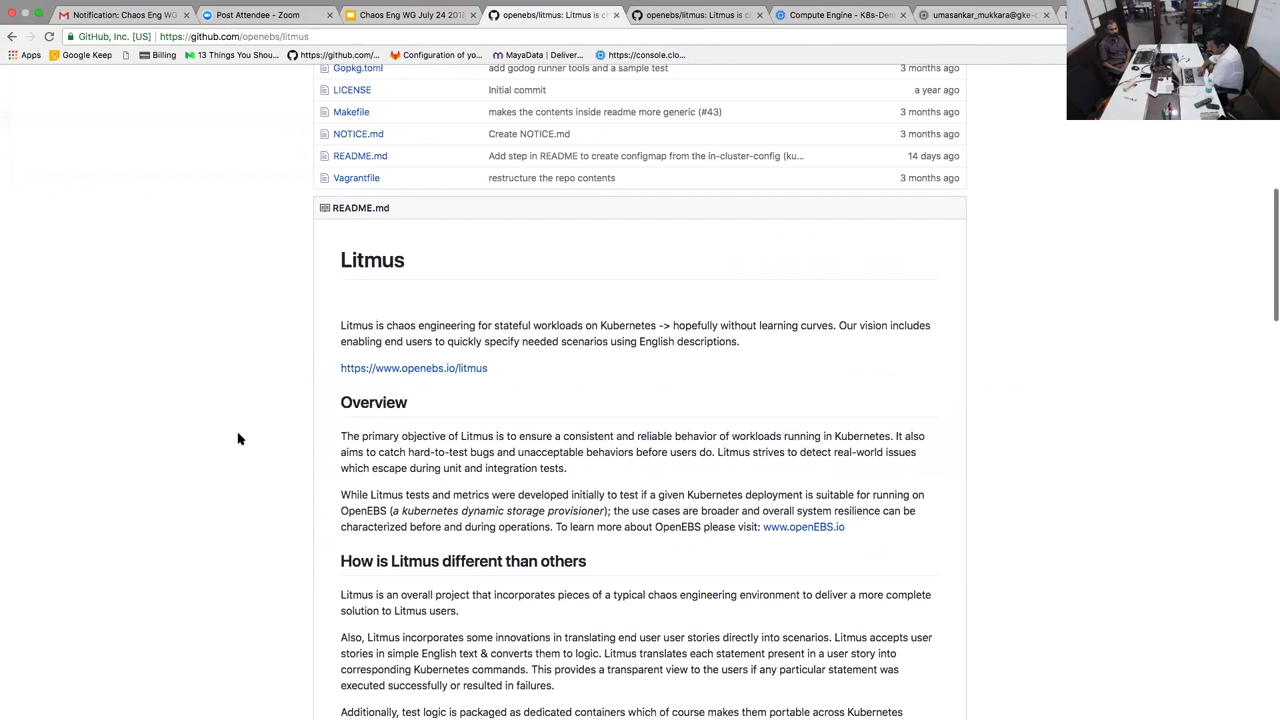 Notification: Chaos Eng WG
Post Attendee - Zoom
Chaos Eng WG July 24 2018
openebs/litmus: Litmus is ch
openebs/litmus: Litmus is ch
Compute Engine - K8s-Dem
umasankar_mukkara@gke-c
GitHub, Inc. [US]
https://github.com/openebs/litmus
Apps
Google Keep
Billing
13 Things You Shou...
https://github.com/...
Configuration of yo...
MayaData | Deliver...
https://console.clo...
Gopkg.toml add godog runner tools and a sample test 3 months ago
LICENSE Initial commit a year ago
Makefile makes the contents inside readme more generic (#43) 3 months ago
NOTICE.md Create NOTICE.md 3 months ago
README.md Add step in README to create configmap from the in-cluster-config (ku... 14 days ago
Vagrantfile restructure the repo contents 3 months ago
README.md
Litmus
Litmus is chaos engineering for stateful workloads on Kubernetes -> hopefully without learning curves. Our vision includes
enabling end users to quickly specify needed scenarios using English descriptions.
https://www.openebs.io/litmus
Overview
The primary objective of Litmus is to ensure a consistent and reliable behavior of workloads running in Kubernetes. It also
aims to catch hard-to-test bugs and unacceptable behaviors before users do. Litmus strives to detect real-world issues
which escape during unit and integration tests.
While Litmus tests and metrics were developed initially to test if a given Kubernetes deployment is suitable for running on
OpenEBS (a kubernetes dynamic storage provisioner); the use cases are broader and overall system resilience can be
characterized before and during operations. To learn more about OpenEBS please visit: www.openEBS.io
How is Litmus different than others
Litmus is an overall project that incorporates pieces of a typical chaos engineering environment to deliver a more complete
solution to Litmus users.
Also, Litmus incorporates some innovations in translating end user user stories directly into scenarios. Litmus accepts user
stories in simple English text & converts them to logic. Litmus translates each statement present in a user story into
corresponding Kubernetes commands. This provides a transparent view to the users if any particular statement was
executed successfully or resulted in failures.
Additionally, test logic is packaged as dedicated containers which of course makes them portable across Kubernetes